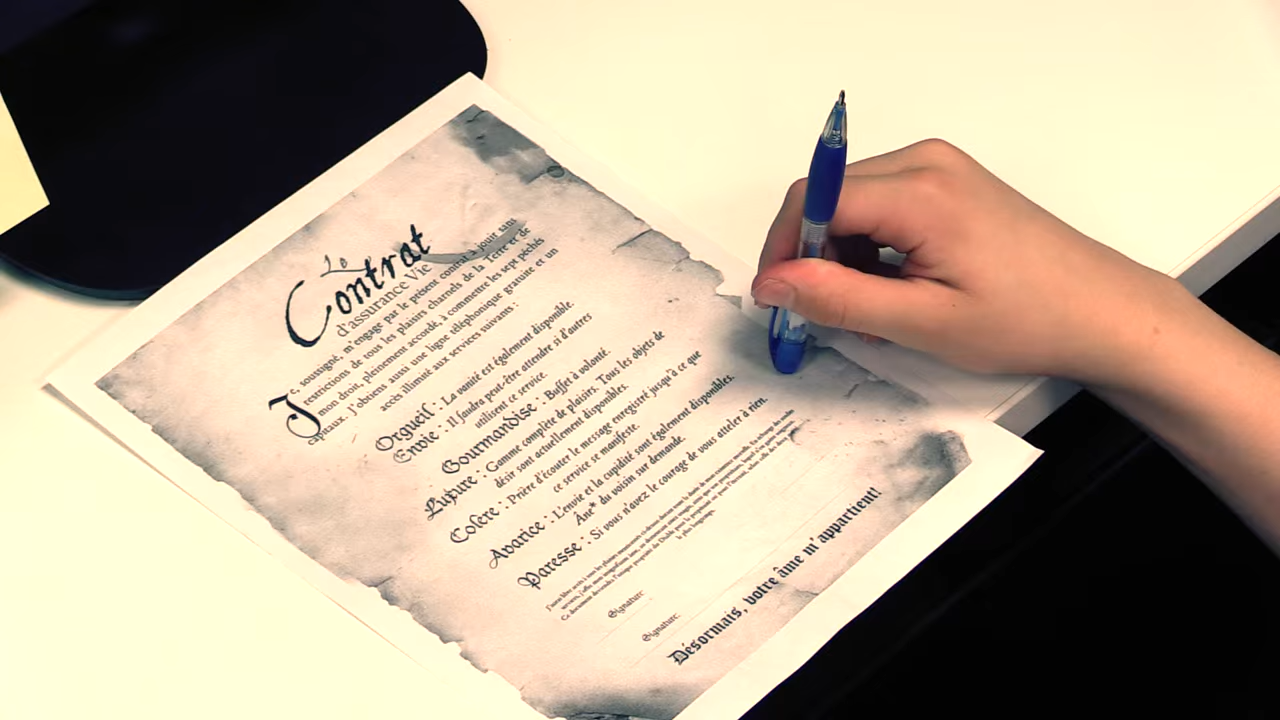 Le
Contrat
d'assurance Vie
Je, soussigné, m'engage par le présent contrat à jouir sans
restrictions de tous les plaisirs charnels de la Terre et de
mon droit, pleinement accordé, à commettre les sept péchés
capitaux. J'obtiens aussi une ligne téléphonique gratuite et un
accès illimité aux services suivants :
Orgueil : La vanité est également disponible.
Envie : Il faudra peut-être attendre si d'autres
utilisent ce service.
Gourmandise : Buffet à volonté.
Luxure : Gamme complète de plaisirs. Tous les objets de
désir sont actuellement disponibles.
Colère : Prière d'écouter le message enregistré jusqu'à ce que
ce service se manifeste.
Avarice : L'envie et la cupidité sont également disponibles.
Âne* du voisin sur demande.
Paresse : Si vous n'avez le courage de vous atteler à rien.
Signature:
Signature:
Désormais, votre âme m'appartient!